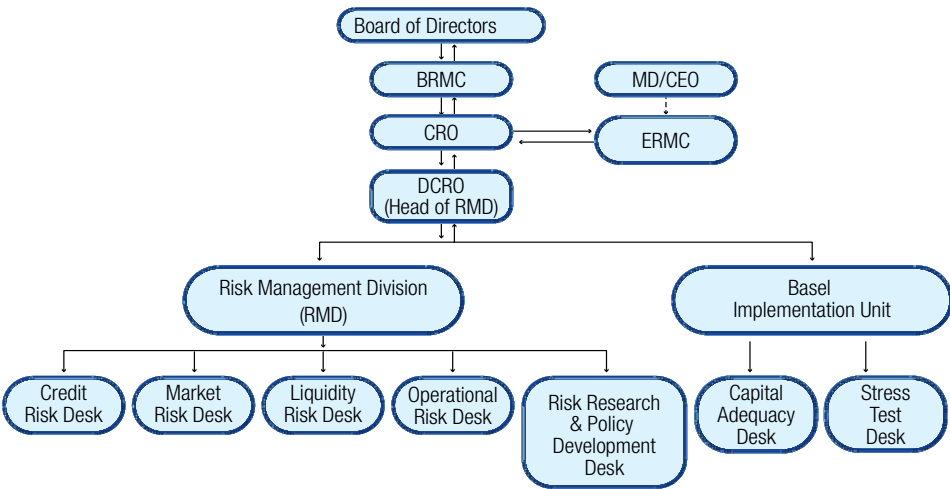 Board of Directors
BRMC
MD/CEO
CRO
ERMC
DCRO
(Head of RMD)
Risk Management Division
(RMD)
Basel
Implementation Unit
Credit
Risk Desk
Market
Risk Desk
Liquidity
Risk Desk
Operational
Risk Desk
Risk Research
& Policy
Development
Desk
Capital
Adequacy
Desk
Stress
Test
Desk